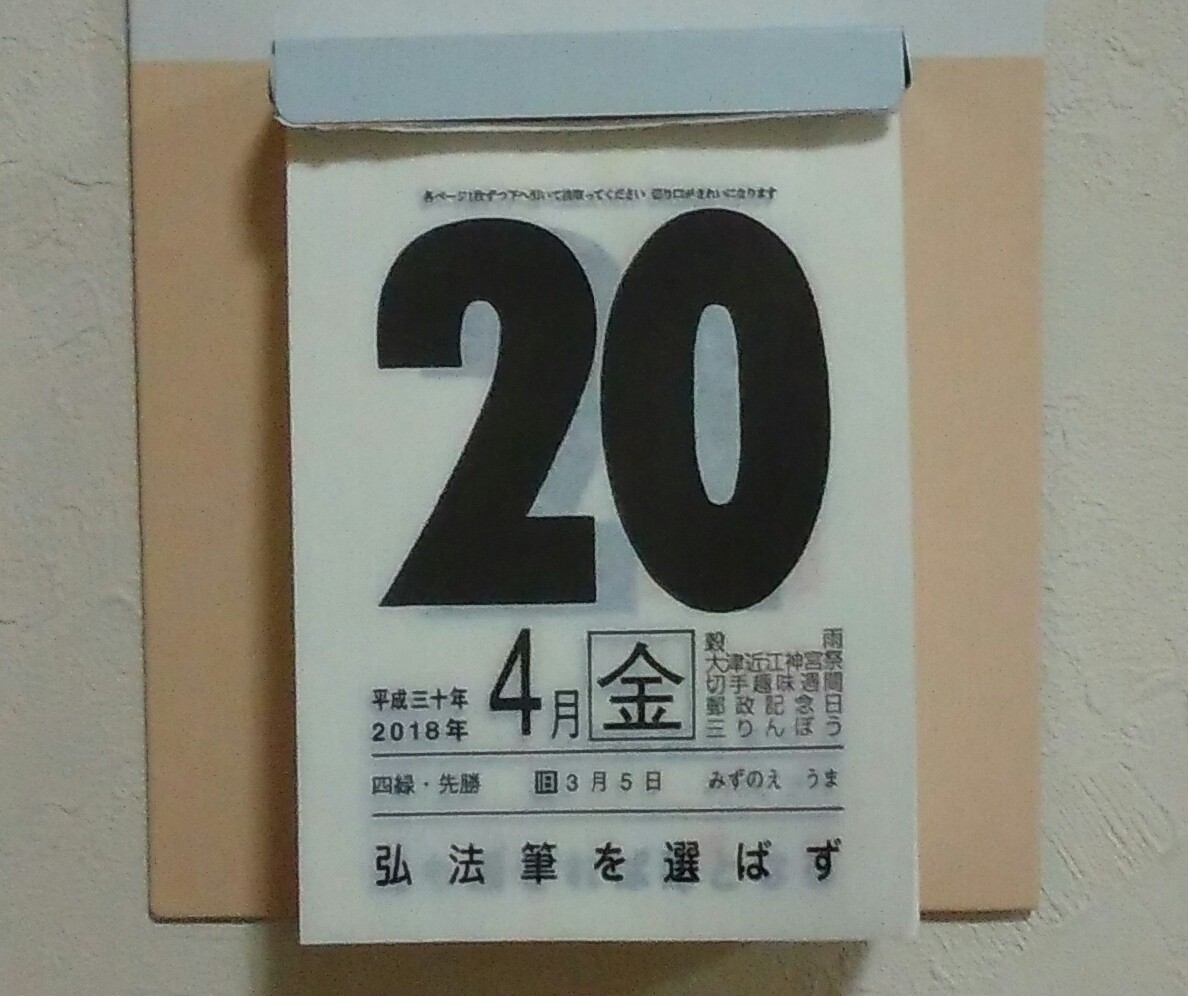 各ページ1枚ずつ下へ引いて抜取ってください 切り口がきれいになります
20
平成三十年
2018年
4月
金
穀雨
大津近江神宮祭
切手趣味週間
郵政記念日
三りんぼう
四緑・先勝 旧3月5日 みずのえ うま
弘法筆を選ばず